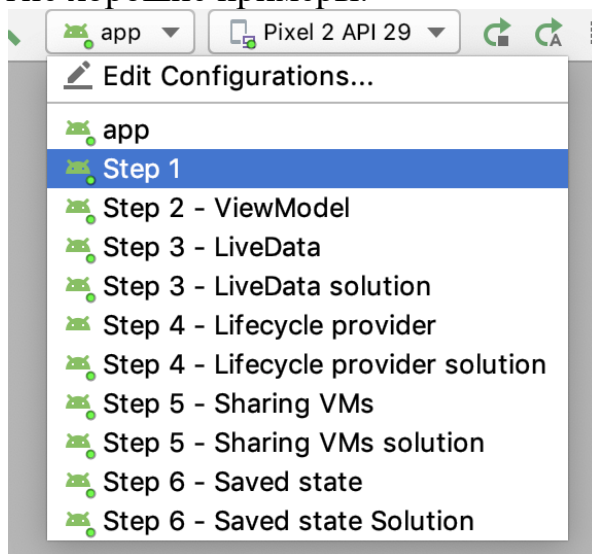 хорошие примеры.
app Pixel 2 API 29
Edit Configurations...
app
Step 1
Step 2 - ViewModel
Step 3 - LiveData
Step 3 - LiveData solution
Step 4 - Lifecycle provider
Step 4 - Lifecycle provider solution
Step 5 - Sharing VMs
Step 5 - Sharing VMs solution
Step 6 - Saved state
Step 6 - Saved state Solution